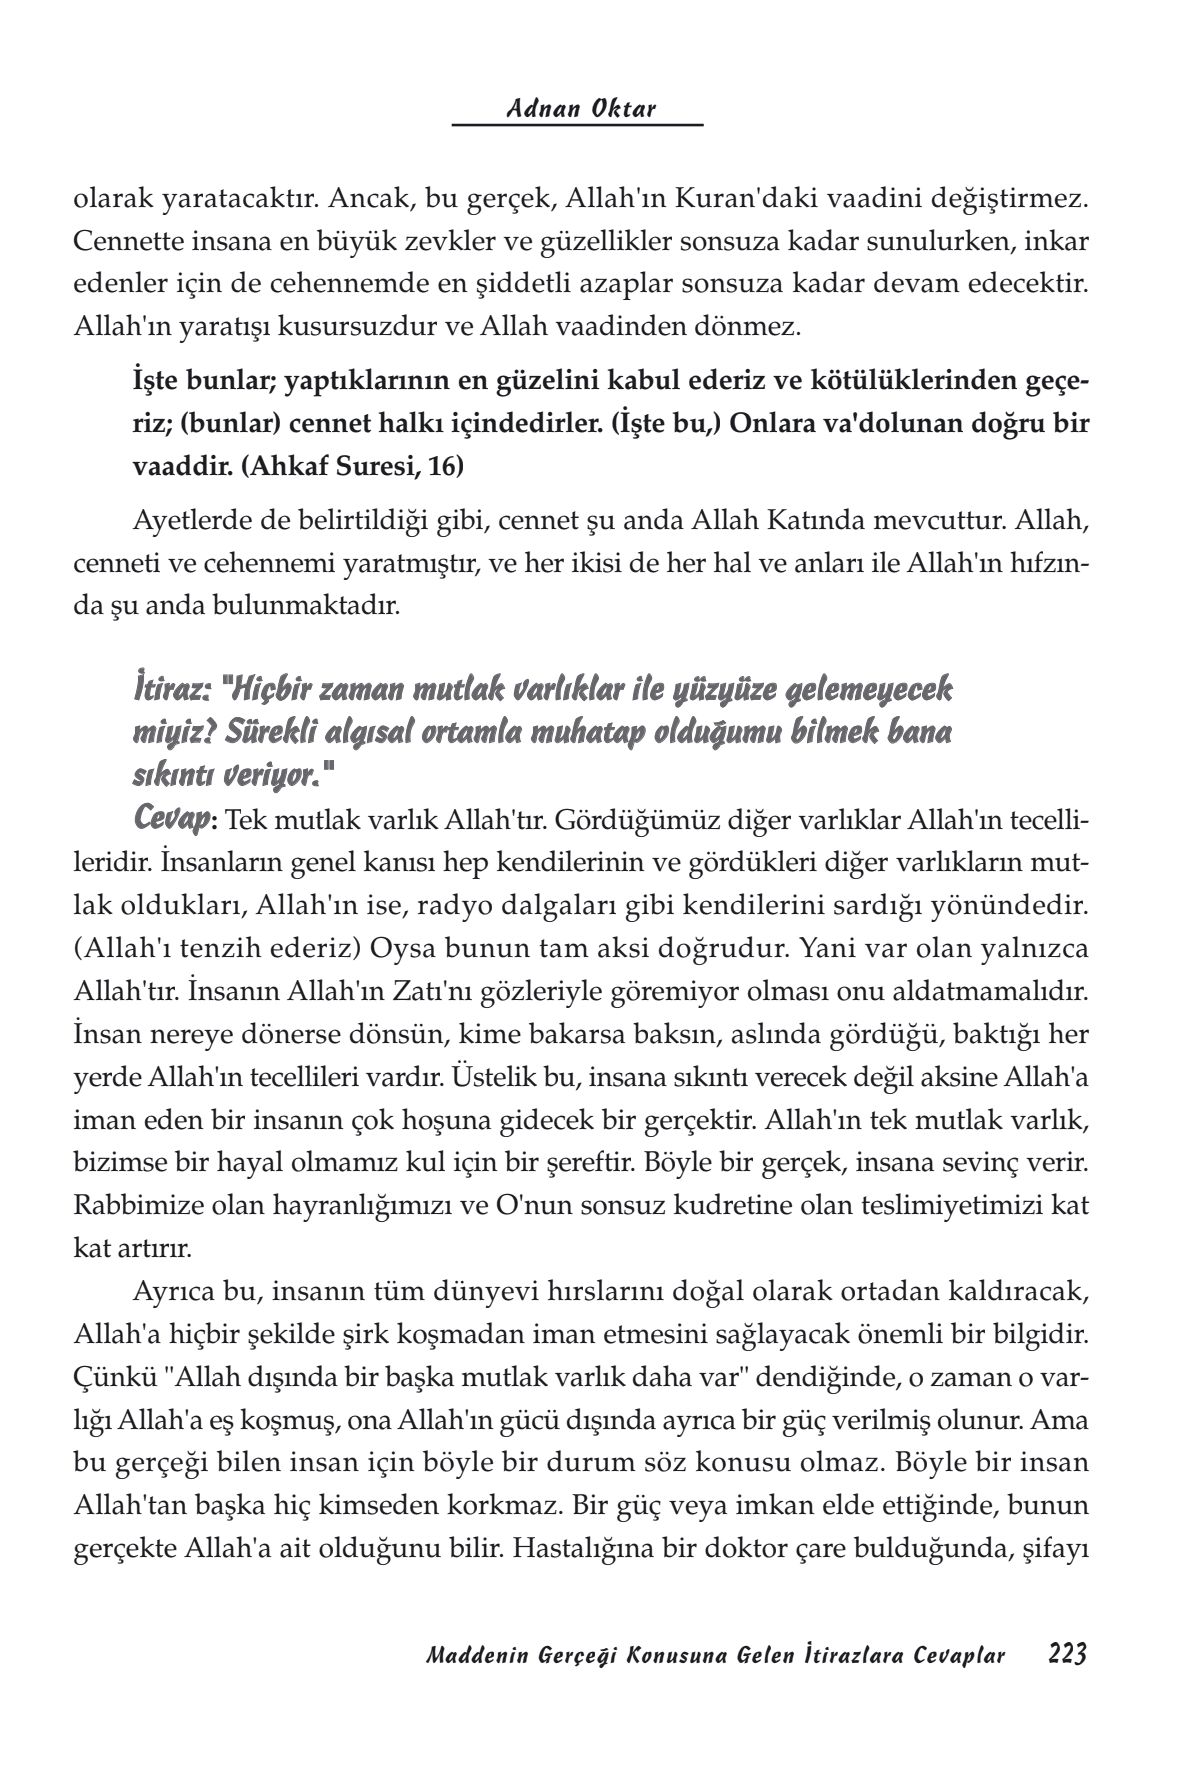 Adnan Oktar
olarak yaratacaktır. Ancak, bu gerçek, Allah'ın Kuran'daki vaadini değiştirmez.
Cennette insana en büyük zevkler ve güzellikler sonsuza kadar sunulurken, inkar
edenler için de cehennemde en şiddetli azaplar sonsuza kadar devam edecektir.
Allah'ın yaratışı kusursuzdur ve Allah vaadinden dönmez.
İşte bunlar; yaptıklarının en güzelini kabul ederiz ve kötülüklerinden geçe-
riz; (bunlar) cennet halkı içindedirler. (İşte bu,) Onlara va'dolunan doğru bir
vaaddir. (Ahkaf Suresi, 16)
Ayetlerde de belirtildiği gibi, cennet şu anda Allah Katında mevcuttur. Allah,
cenneti ve cehennemi yaratmıştır, ve her ikisi de her hal ve anları ile Allah'ın hıfzın-
da şu anda bulunmaktadır.
İtiraz: "Hiçbir zaman mutlak varlıklar ile yüzyüze gelemeyecek
miyiz? Sürekli algısal ortamla muhatap olduğumu bilmek bana
sıkıntı veriyor."
Cevap: Tek mutlak varlık Allah'tır. Gördüğümüz diğer varlıklar Allah'ın tecelli-
leridir. İnsanların genel kanısı hep kendilerinin ve gördükleri diğer varlıkların mut-
lak oldukları, Allah'ın ise, radyo dalgaları gibi kendilerini sardığı yönündedir.
(Allah'ı tenzih ederiz) Oysa bunun tam aksi doğrudur. Yani var olan yalnızca
Allah'tır. İnsanın Allah'ın Zatı'nı gözleriyle göremiyor olması onu aldatmamalıdır.
İnsan nereye dönerse dönsün, kime bakarsa baksın, aslında gördüğü, baktığı her
yerde Allah'ın tecellileri vardır. Üstelik bu, insana sıkıntı verecek değil aksine Allah'a
iman eden bir insanın çok hoşuna gidecek bir gerçektir. Allah'ın tek mutlak varlık,
bizimse bir hayal olmamız kul için bir şereftir. Böyle bir gerçek, insana sevinç verir.
Rabbimize olan hayranlığımızı ve O'nun sonsuz kudretine olan teslimiyetimizi kat
kat artırır.
Ayrıca bu, insanın tüm dünyevi hırslarını doğal olarak ortadan kaldıracak,
Allah'a hiçbir şekilde şirk koşmadan iman etmesini sağlayacak önemli bir bilgidir.
Çünkü "Allah dışında bir başka mutlak varlık daha var" dendiğinde, o zaman o var-
lığı Allah'a eş koşmuş, ona Allah'ın gücü dışında ayrıca bir güç verilmiş olunur. Ama
bu gerçeği bilen insan için böyle bir durum söz konusu olmaz. Böyle bir insan
Allah'tan başka hiç kimseden korkmaz. Bir güç veya imkan elde ettiğinde, bunun
gerçekte Allah'a ait olduğunu bilir. Hastalığına bir doktor çare bulduğunda, şifayı
Maddenin Gerçeği Konusuna Gelen İtirazlara Cevaplar 223